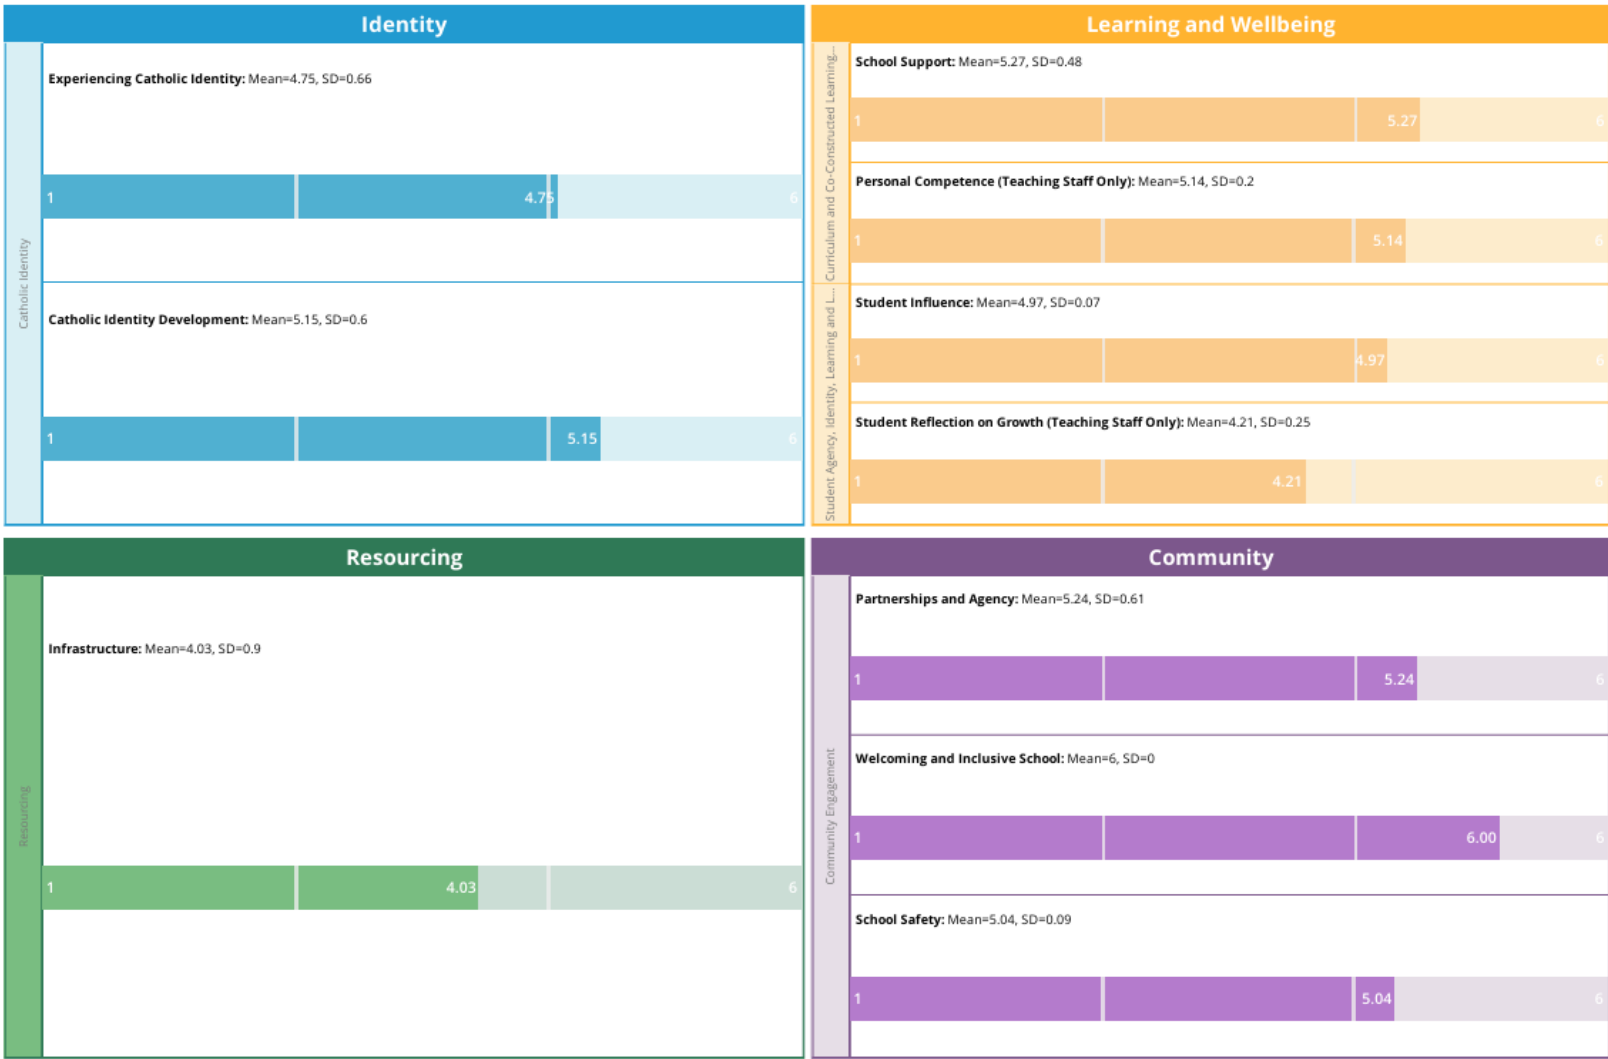 Identity
Catholic Identity
Experiencing Catholic Identity: Mean=4.75, SD=0.66
1 4.75 6
Catholic Identity Development: Mean=5.15, SD=0.6
1 5.15 6
Learning and Wellbeing
Curriculum and Co-Constructed Learning...
School Support: Mean=5.27, SD=0.48
1 5.27 6
Personal Competence (Teaching Staff Only): Mean=5.14, SD=0.2
1 5.14 6
Student Agency, Identity, Learning and L...
Student Influence: Mean=4.97, SD=0.07
1 4.97 6
Student Reflection on Growth (Teaching Staff Only): Mean=4.21, SD=0.25
1 4.21 6
Resourcing
Resourcing
Infrastructure: Mean=4.03, SD=0.9
1 4.03 6
Community
Community Engagement
Partnerships and Agency: Mean=5.24, SD=0.61
1 5.24 6
Welcoming and Inclusive School: Mean=6, SD=0
1 6.00 6
School Safety: Mean=5.04, SD=0.09
1 5.04 6